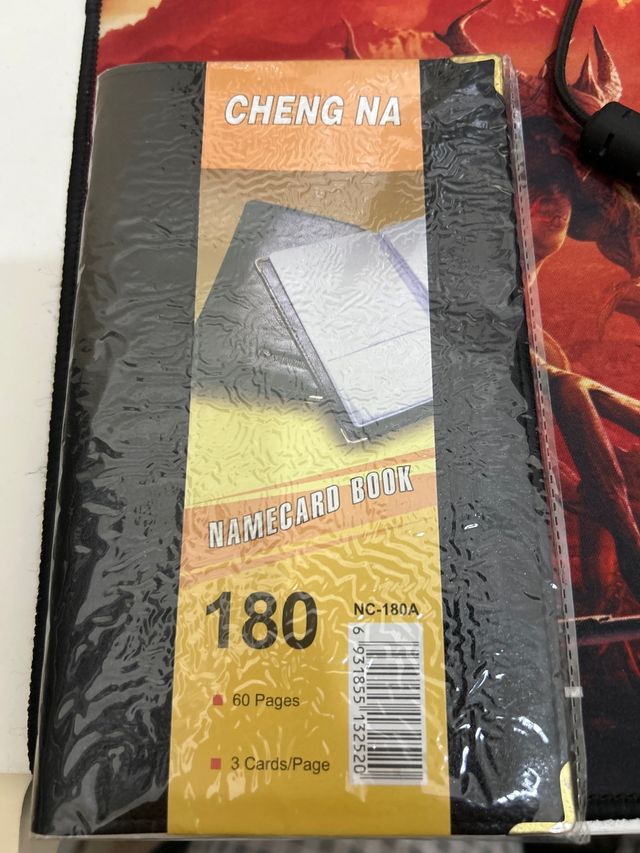 CHENG NA
NAMECARD BOOK
180
NC-180A
60 Pages
3 Cards/Page
6 931855 132520